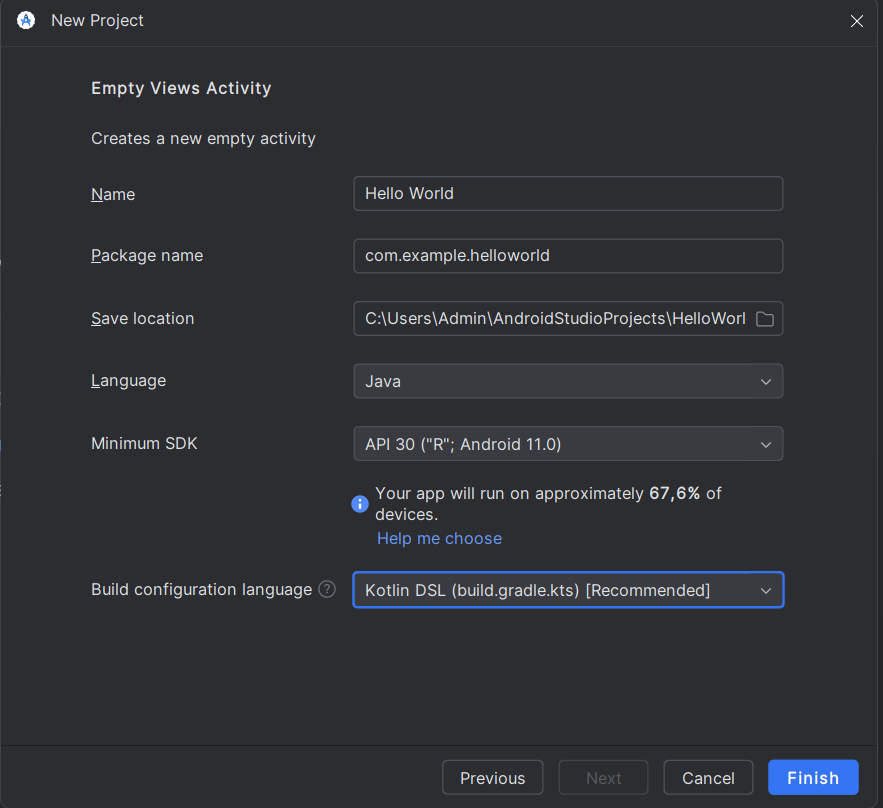 New Project
Empty Views Activity
Creates a new empty activity
Name
Hello World
Package name
com.example.helloworld
Save location
C:\Users\Admin\AndroidStudioProjects\HelloWorl
Language
Java
Minimum SDK
API 30 ("R"; Android 11.0)
Your app will run on approximately 67,6% of
devices.
Help me choose
Build configuration language ?
Kotlin DSL (build.gradle.kts) [Recommended]
Previous
Next
Cancel
Finish